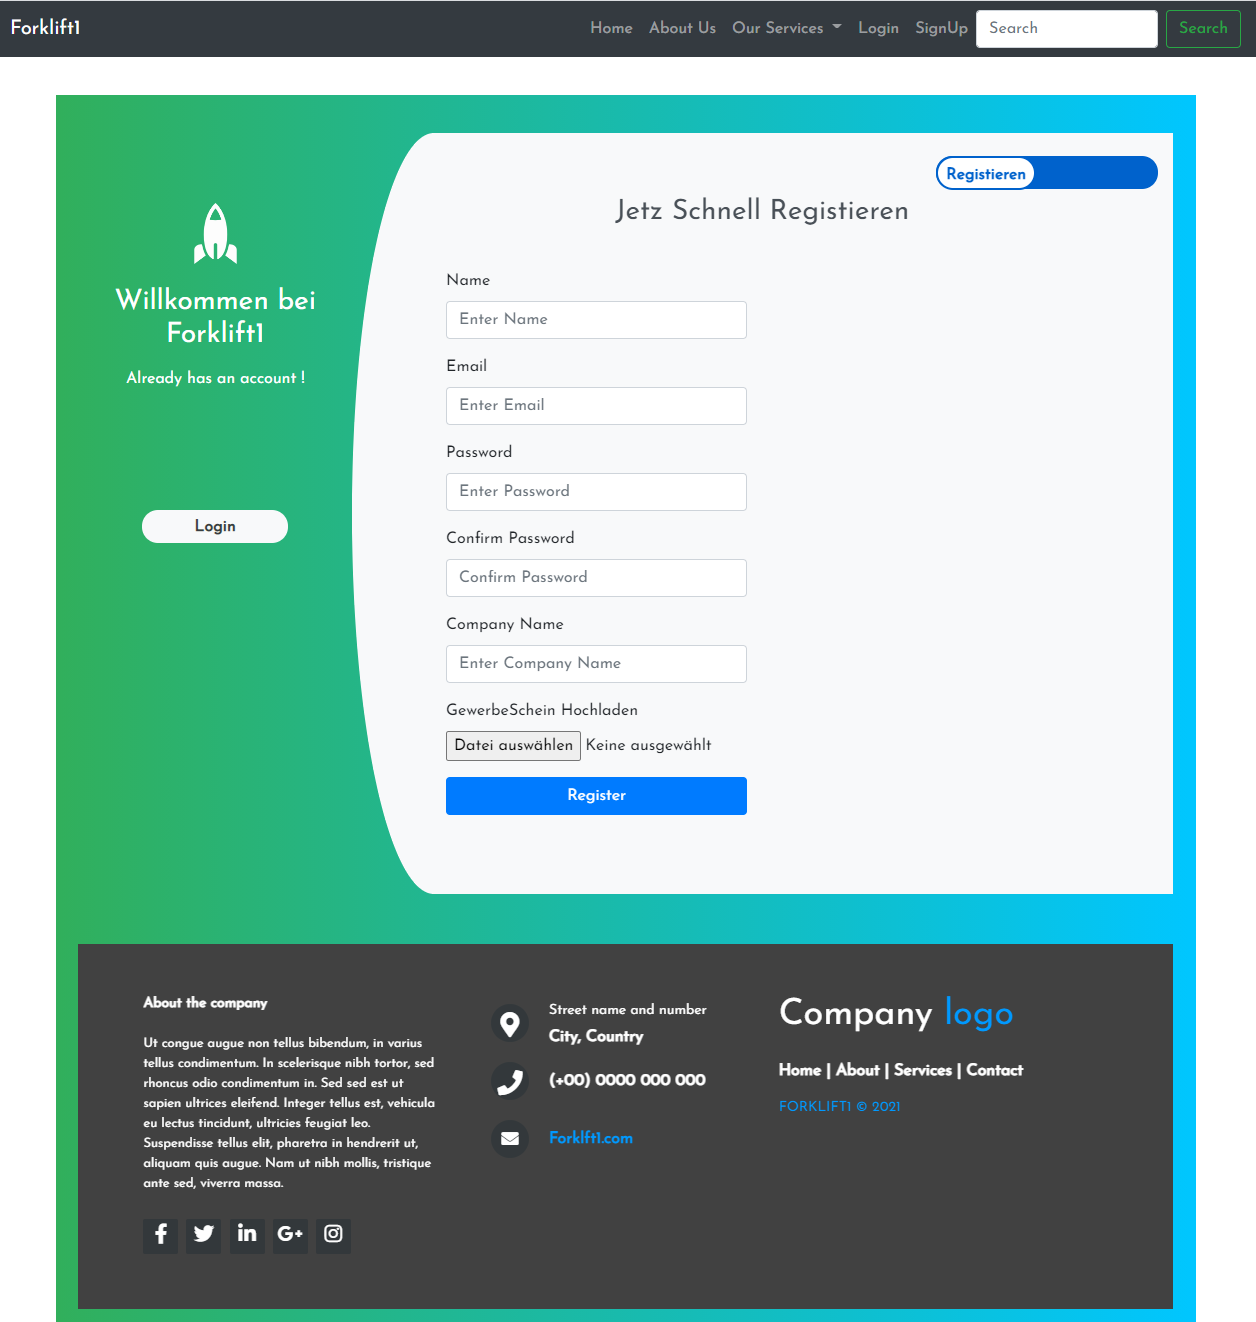 Forklift1
Home About Us Our Services Login SignUp Search Search
Registieren
Jetz Schnell Registieren
Willkommen bei
Forklift1
Already has an account !
Login
Name
Enter Name
Email
Enter Email
Password
Enter Password
Confirm Password
Confirm Password
Company Name
Enter Company Name
GewerbeSchein Hochladen
Datei auswählen Keine ausgewählt
Register
About the company
Ut congue augue non tellus bibendum, in varius
tellus condimentum. In scelerisque nibh tortor, sed
rhoncus odio condimentum in. Sed sed est ut
sapien ultrices eleifend. Integer tellus est, vehicula
eu lectus tincidunt, ultricies feugiat leo.
Suspendisse tellus elit, pharetra in hendrerit ut,
aliquam quis augue. Nam ut nibh mollis, tristique
ante sed, viverra massa.
Street name and number
City, Country
(+00) 0000 000 000
Forklft1.com
Company logo
Home | About | Services | Contact
FORKLIFT1 © 2021